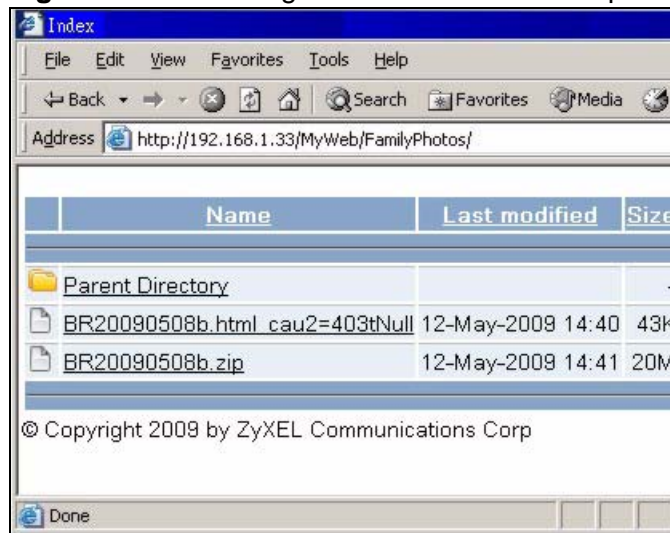 Index
File Edit View Favorites Tools Help
Back Search Favorites Media
Address http://192.168.1.33/MyWeb/FamilyPhotos/
Name Last modified Size
Parent Directory -
BR20090508b.html_cau2=403tNull 12-May-2009 14:40 43K
BR20090508b.zip 12-May-2009 14:41 20M
© Copyright 2009 by ZyXEL Communications Corp
Done